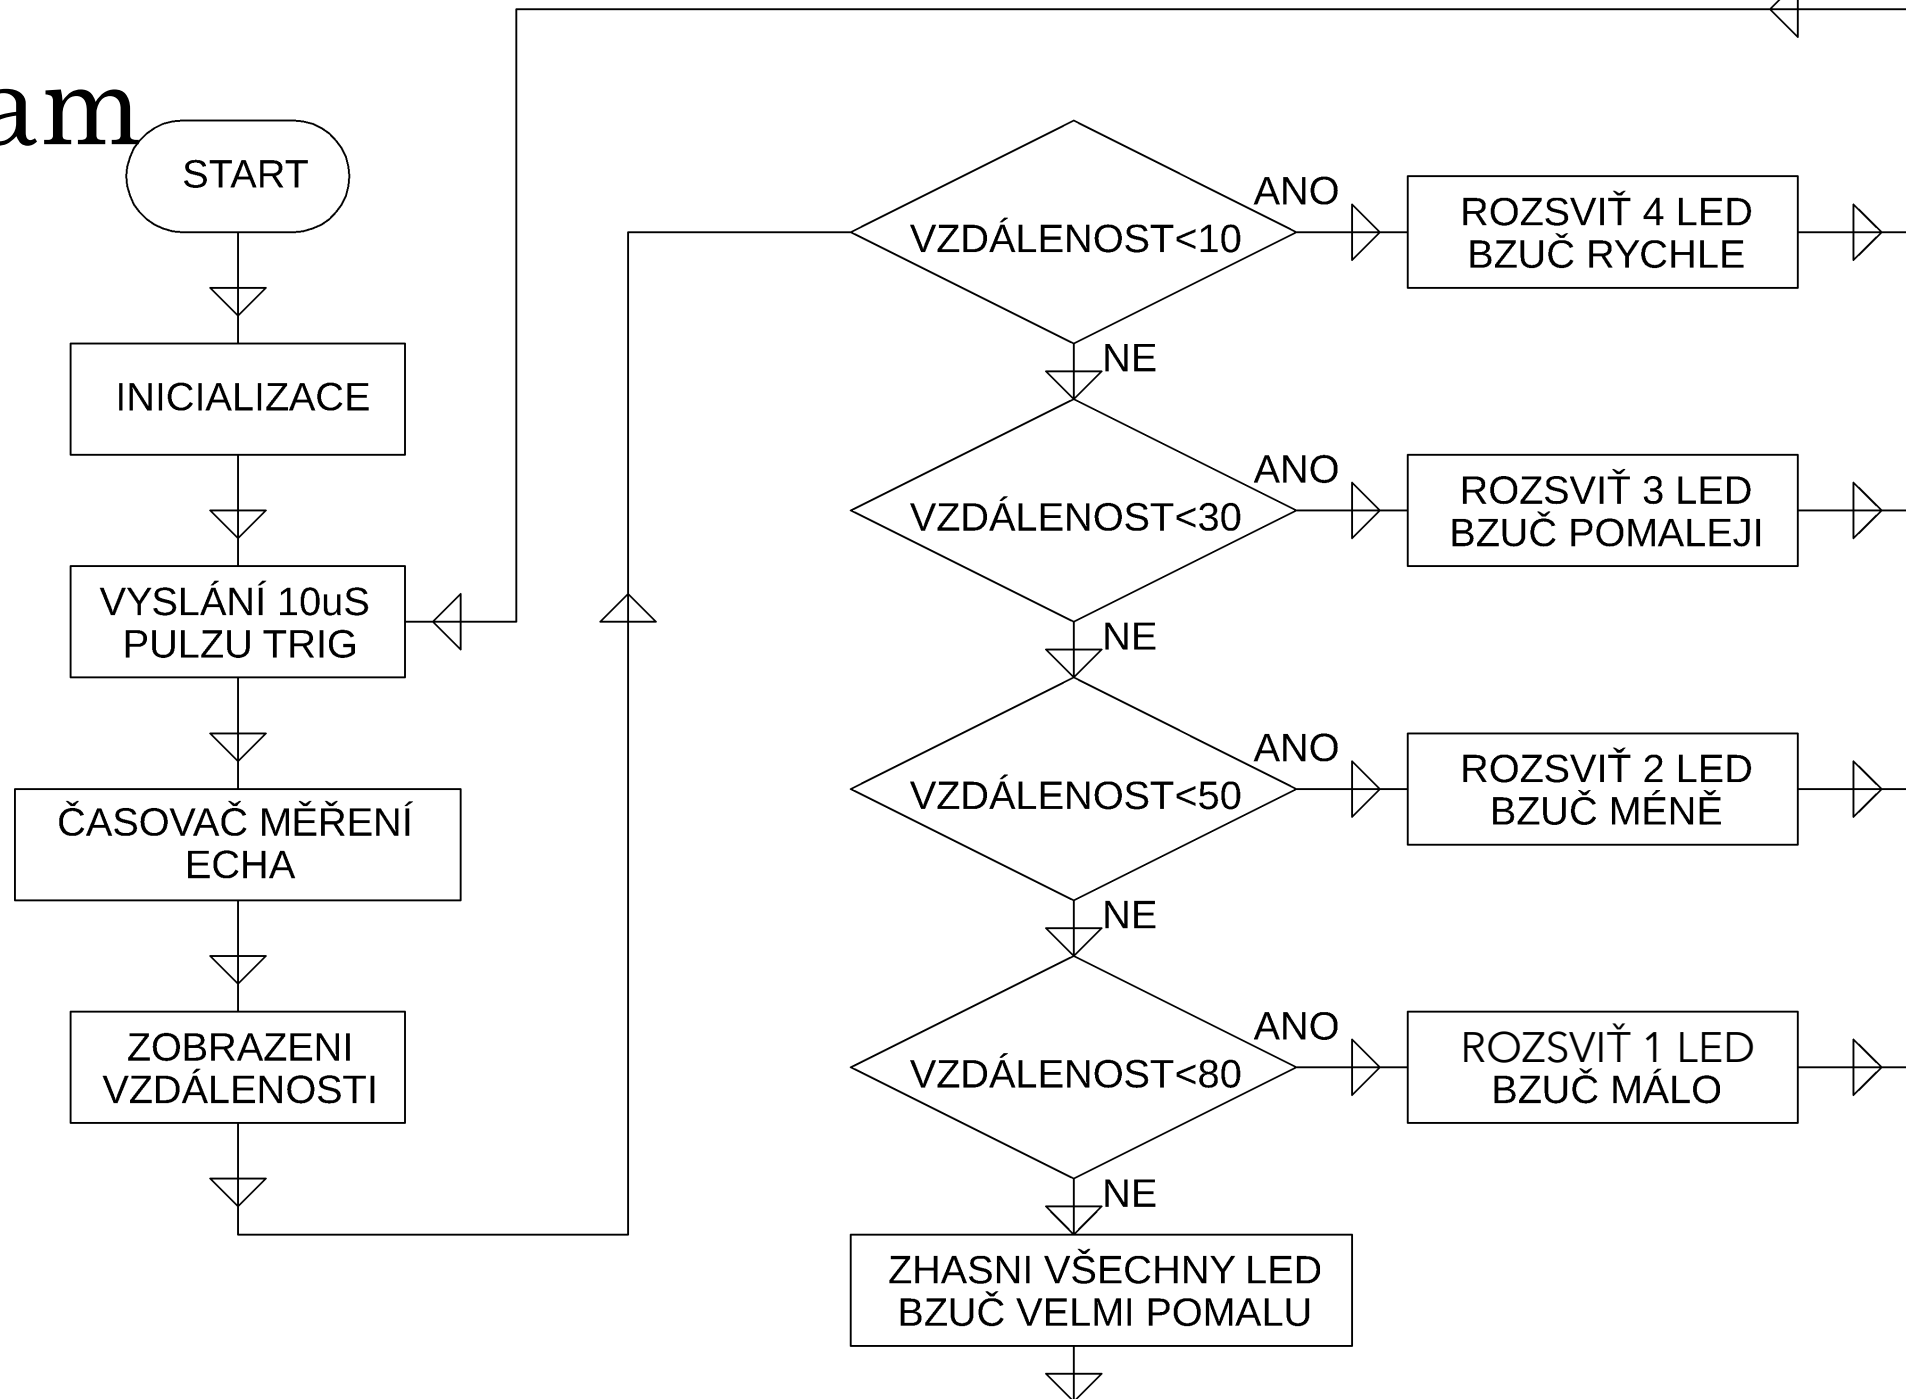 am
START
INICIALIZACE
VYSLÁNÍ 10uS
PULZU TRIG
ČASOVAČ MĚŘENÍ
ECHA
ZOBRAZENI
VZDÁLENOSTI
VZDÁLENOST<10
ANO
ROZSVIŤ 4 LED
BZUČ RYCHLE
NE
VZDÁLENOST<30
ANO
ROZSVIŤ 3 LED
BZUČ POMALEJI
NE
VZDÁLENOST<50
ANO
ROZSVIŤ 2 LED
BZUČ MÉNĚ
NE
VZDÁLENOST<80
ANO
ROZSVIŤ 1 LED
BZUČ MÁLO
NE
ZHASNI VŠECHNY LED
BZUČ VELMI POMALU